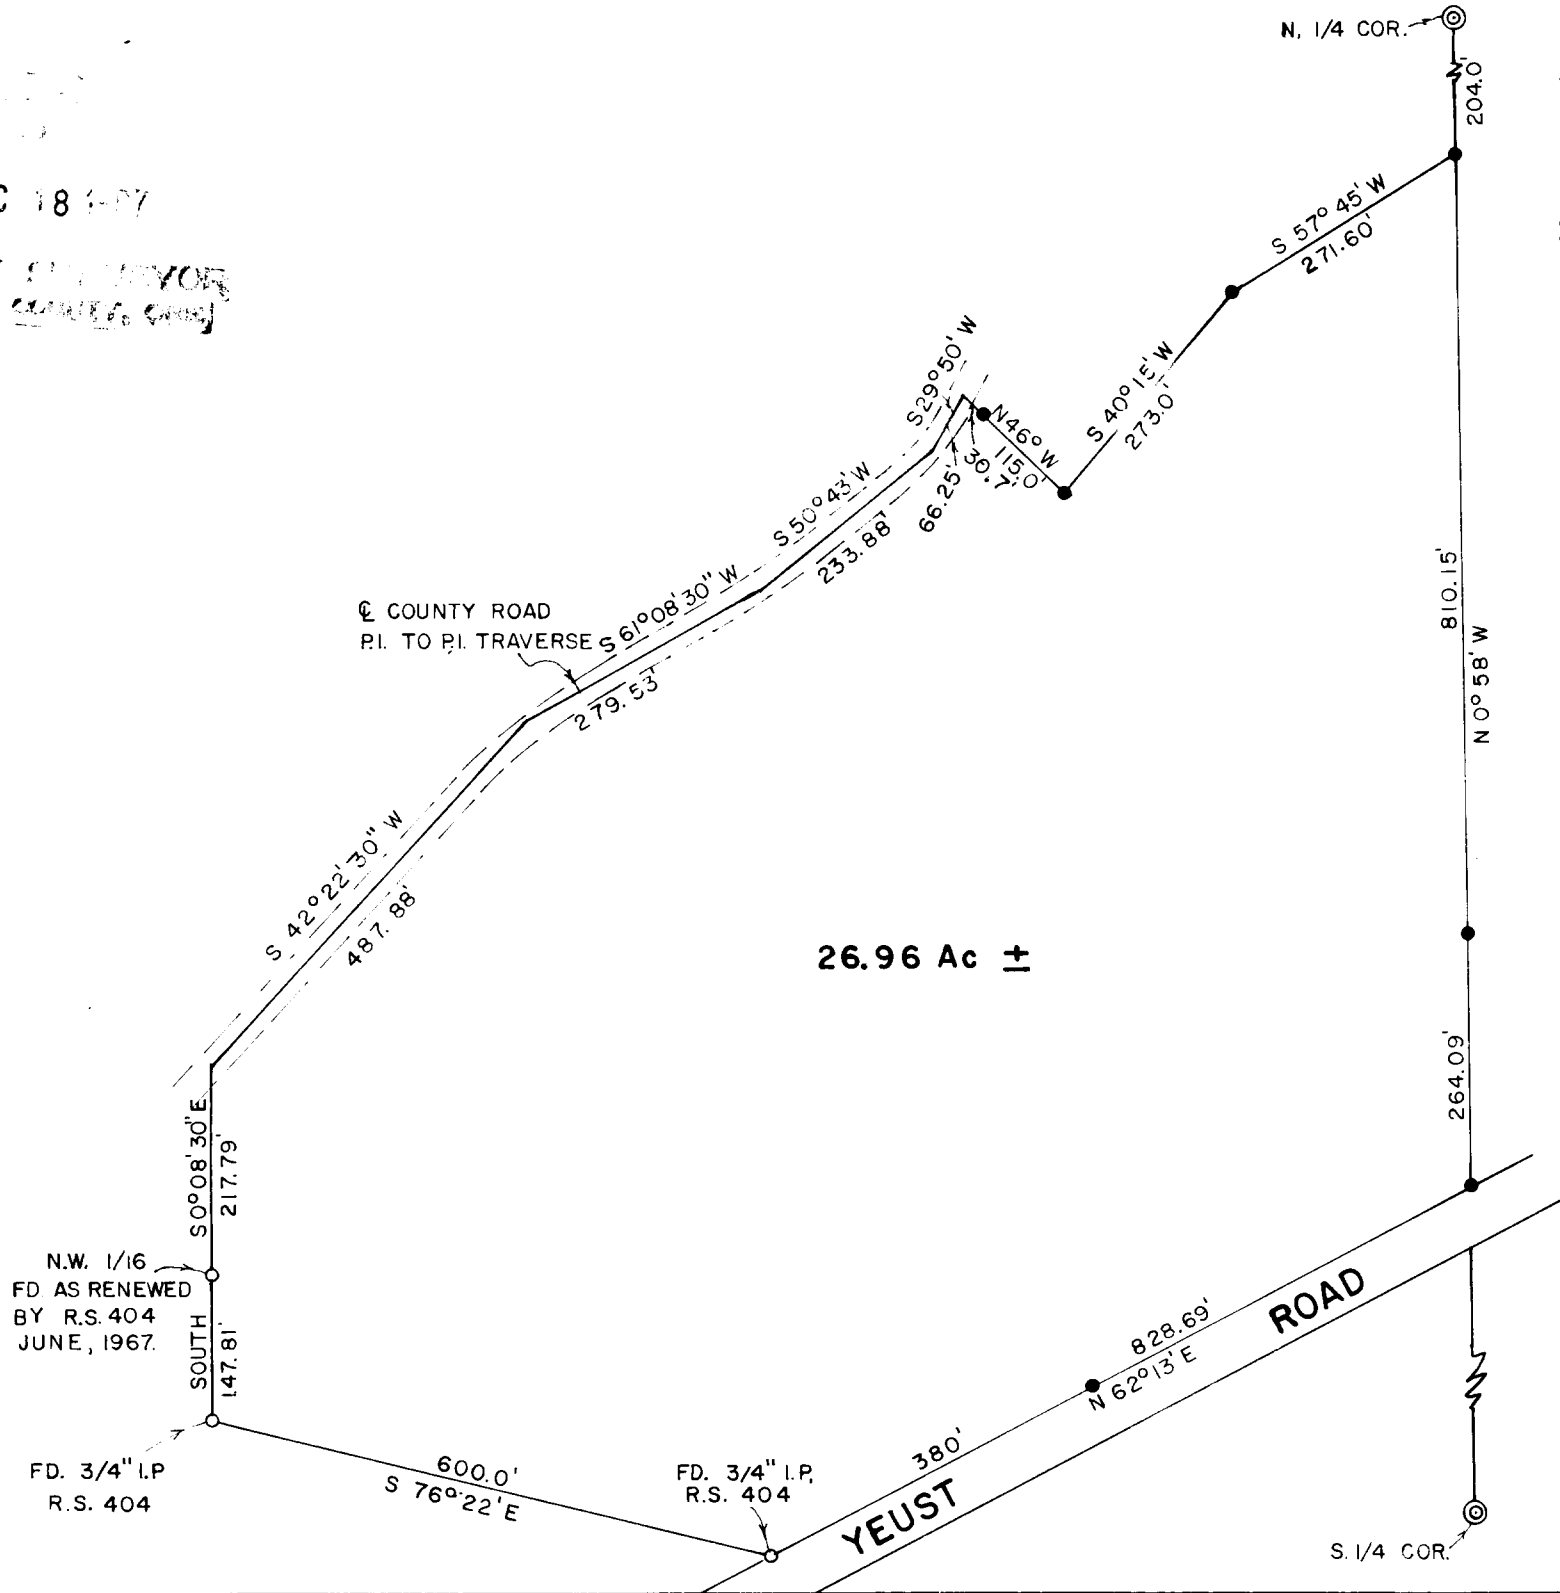 N. 1/4 COR.
204.0'
S 57° 45' W
271.60'
S 40° 15' W
273.0'
N 46° W
115.0'
30.7'
S 29° 50' W
66.25'
S 50° 43' W
233.88'
℄ COUNTY ROAD
P.I. TO P.I. TRAVERSE
S 61° 08' 30" W
279.53'
810.15'
N 0° 58' W
S 42° 22' 30" W
487.88'
26.96 Ac ±
264.09'
S 0° 08' 30" E
217.79'
N.W. 1/16
FD. AS RENEWED
BY R.S. 404
JUNE, 1967.
SOUTH
147.81'
828.69'
N 62° 13' E
ROAD
380'
YEUST
600.0'
S 76° 22' E
FD. 3/4" I.P.
R.S. 404
FD. 3/4" I.P.
R.S. 404
S. 1/4 COR.